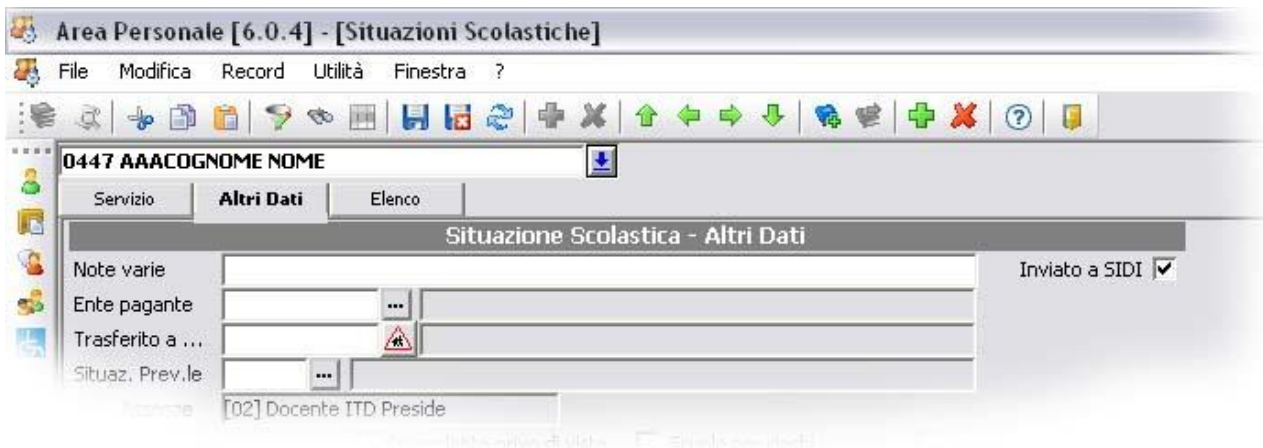 Area Personale [6.0.4] - [Situazioni Scolastiche]
File Modifica Record Utilità Finestra ?
0447 AAACOGNOME NOME
Servizio Altri Dati Elenco
Situazione Scolastica - Altri Dati
Note varie Inviato a SIDI
Ente pagante
Trasferito a ...
Situaz. Prev.le
[02] Docente ITD Preside